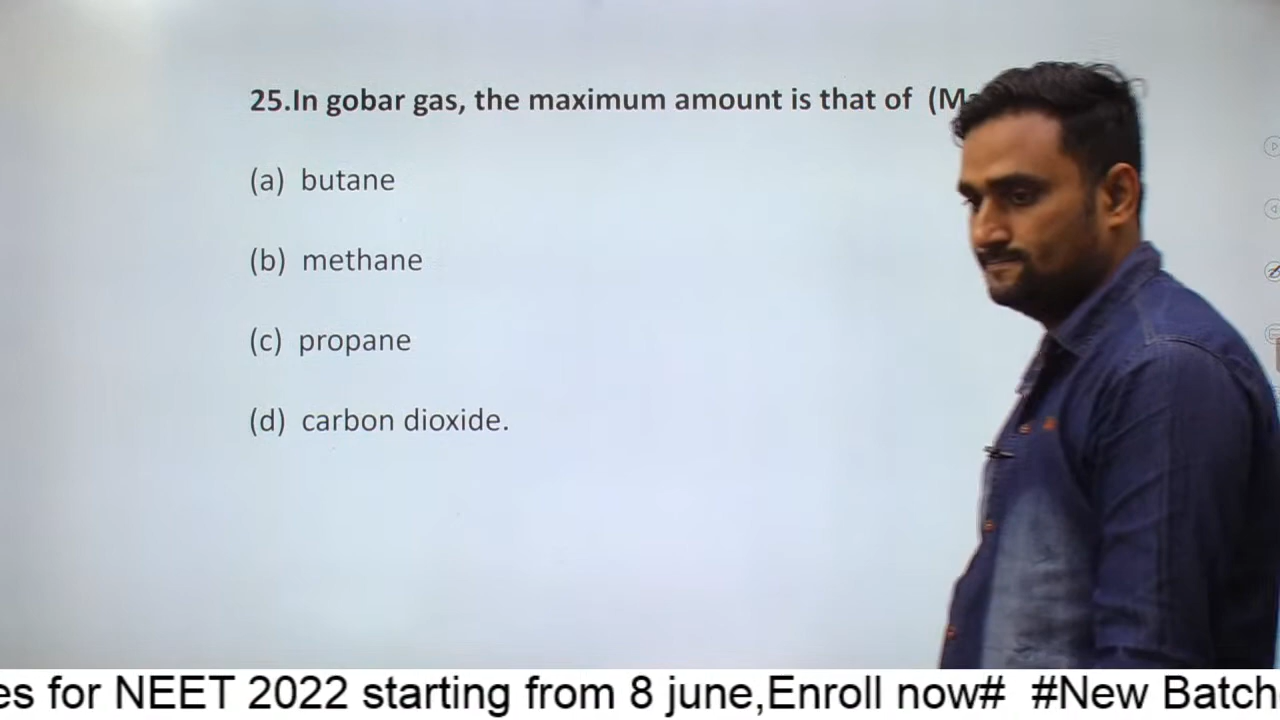 25.In gobar gas, the maximum amount is that of (M
(a) butane
(b) methane
(c) propane
(d) carbon dioxide.
es for NEET 2022 starting from 8 june,Enroll now# #New Batch